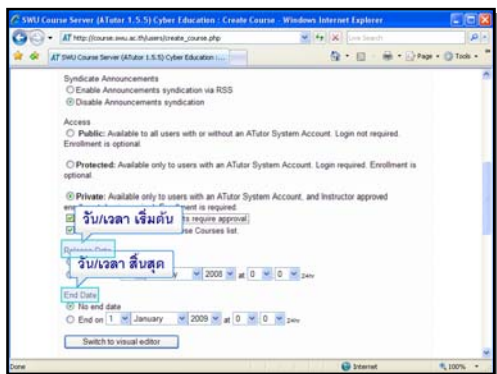 SWU Course Server (ATutor 1.5.5) Cyber Education : Create Course - Windows Internet Explorer
http://course.swu.ac.th/users/create_course.php
Live Search
SWU Course Server (ATutor 1.5.5) Cyber Education : ...
Page
Tools
Syndicate Announcements
Enable Announcements syndication via RSS
Disable Announcements syndication
Access
Public: Available to all users with or without an ATutor System Account. Login not required.
Enrollment is optional.
Protected: Available only to users with an ATutor System Account. Login required. Enrollment is
optional.
Private: Available only to users with an ATutor System Account, and Instructor approved
ment is required.
วัน/เวลา เริ่มต้น
ts require approval.
se Courses list.
Release Date
วัน/เวลา สิ้นสุด
2008 at 0 0 24hr
End Date
No end date
End on 1 January 2009 at 0 0 24hr
Switch to visual editor
Done
Internet
100%